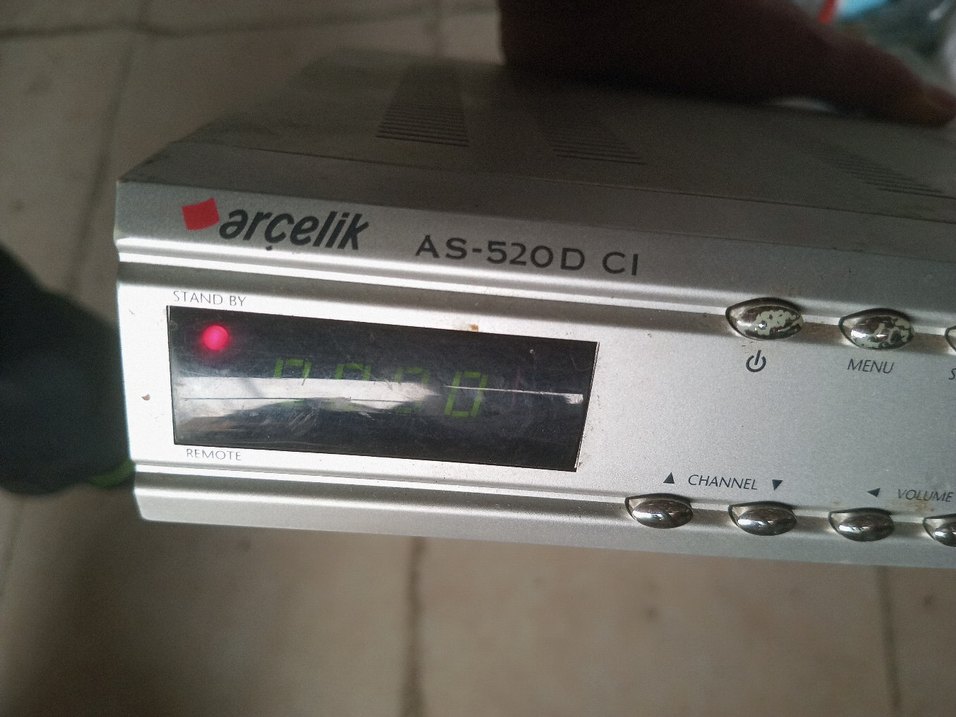 arçelik AS-520D CI
STAND BY
REMOTE
MENU
▲ CHANNEL ▼
◄ VOLUME